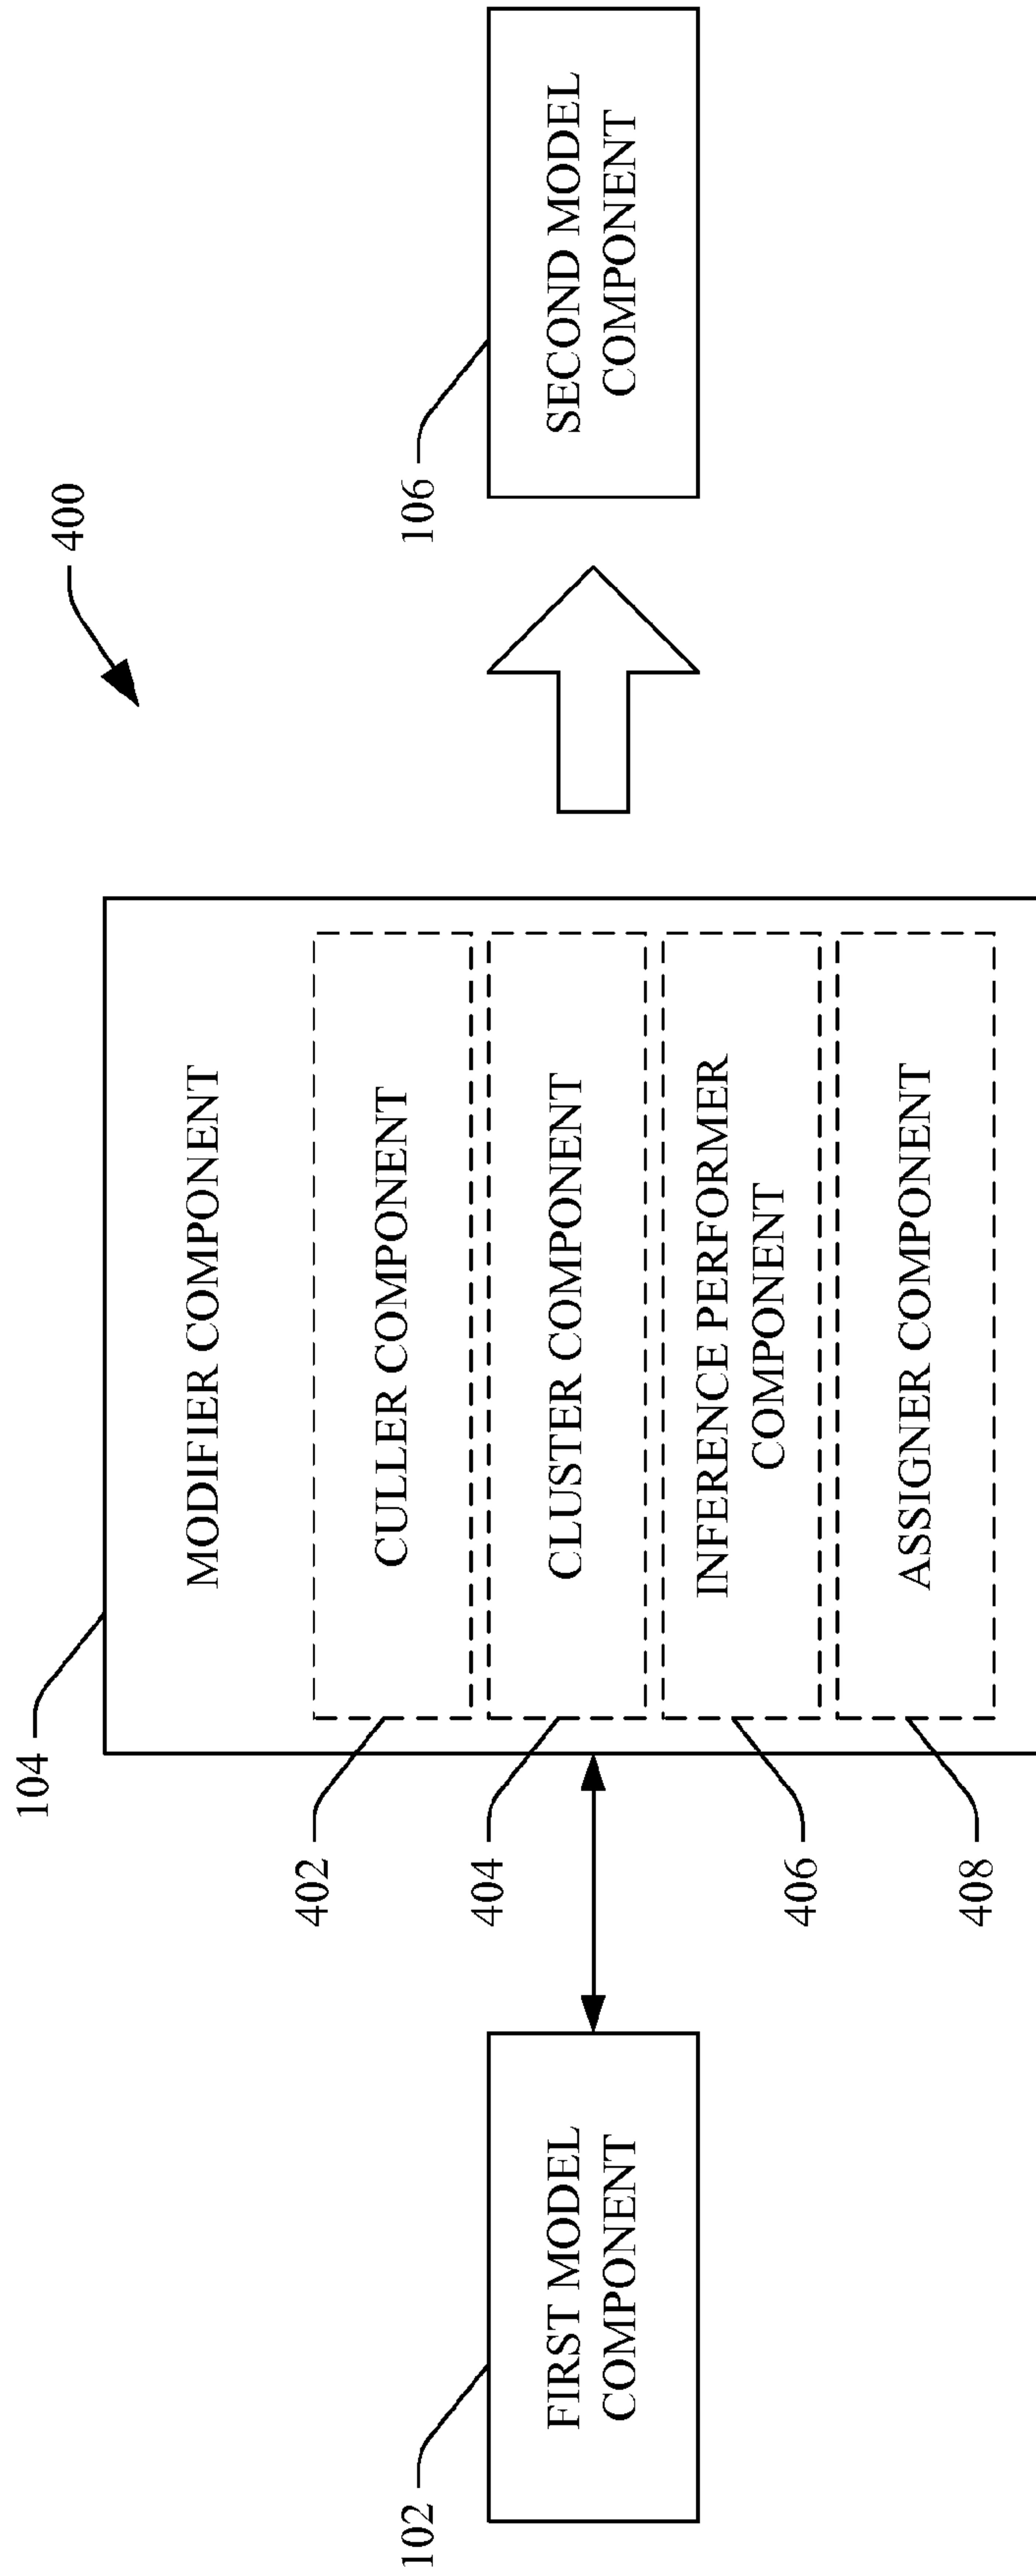 400
104
MODIFIER COMPONENT
402
CULLER COMPONENT
404
CLUSTER COMPONENT
406
INFERENCE PERFORMER
COMPONENT
408
ASSIGNER COMPONENT
102
FIRST MODEL
COMPONENT
106
SECOND MODEL
COMPONENT